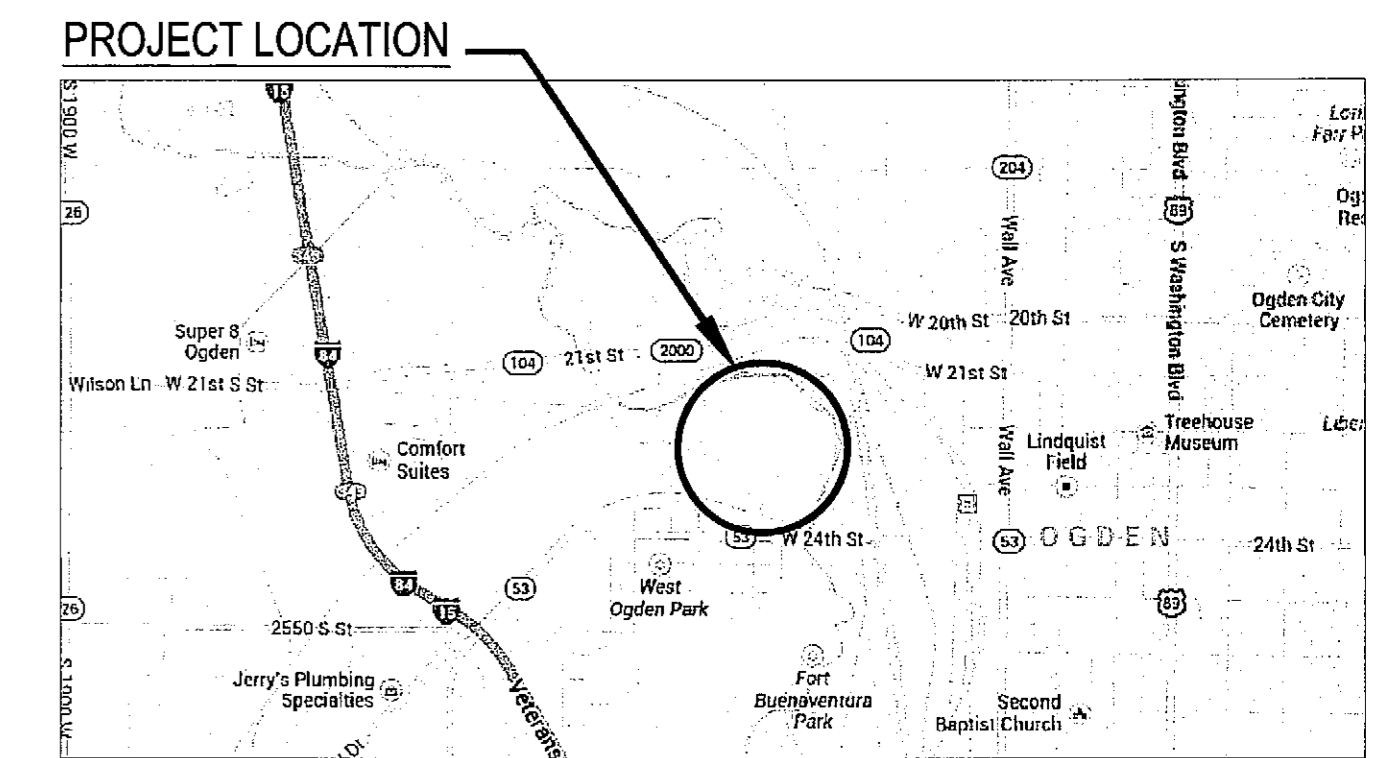 PROJECT LOCATION
S 1900 W
15
26
204
Wall Ave
89
S Washington Blvd
Ogden City
Cemetery
W 20th St
20th St
Super 8
Ogden
84
104
21st St
2000
104
W 21st St
Wilson Ln
W 21st S St
Comfort
Suites
Wall Ave
Lindquist
Field
Treehouse
Museum
53
W 24th St
53
OGDEN
24th St
West
Ogden Park
53
84
15
26
2550 S St
89
Jerry's Plumbing
Specialties
Veterans
Fort
Buenaventura
Park
Second
Baptist Church